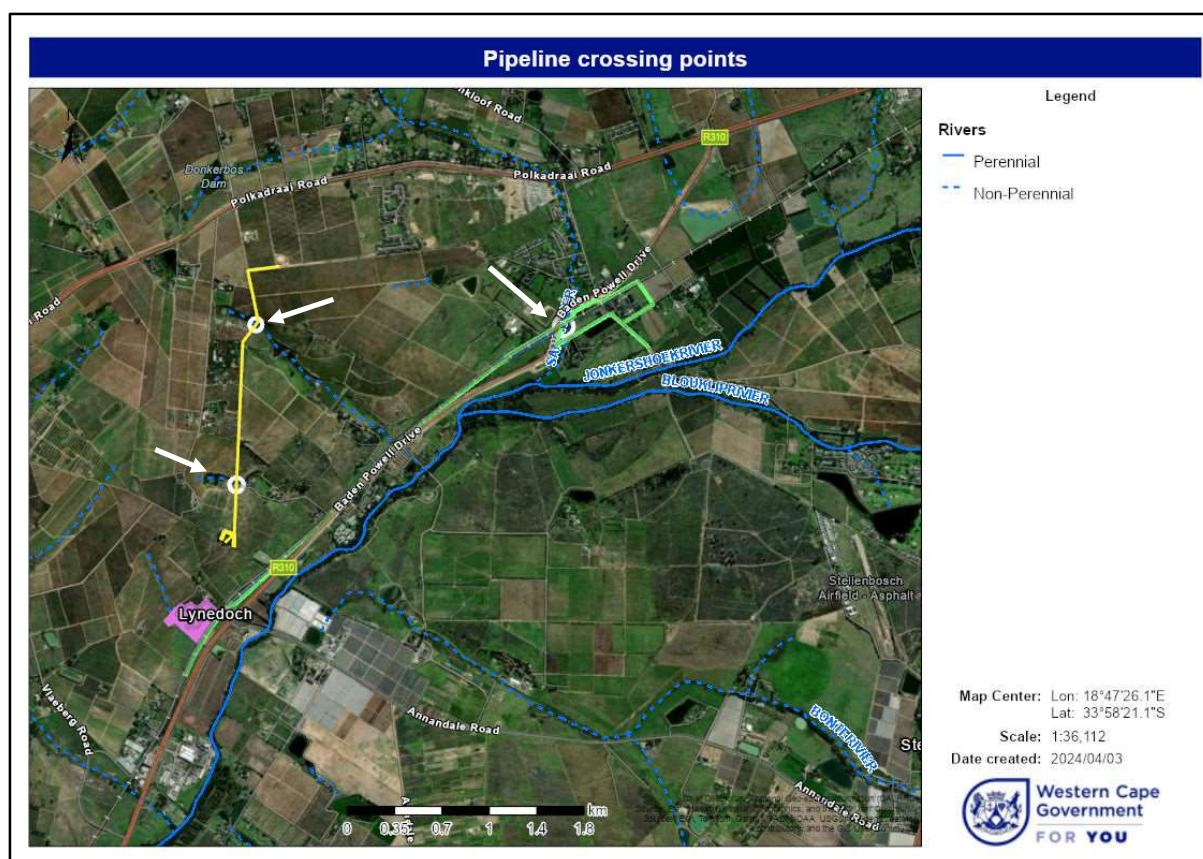 Pipeline crossing points
Legend
Rivers
Perennial
Non-Perennial
Donkerbos
Dam
Polkadraai Road
Polkadraai Road
R310
Baden Powell Drive
JONKERSHOEKRIVIER
BLOUKLIPRIVIER
Baden Powell Drive
R310
Lynedoch
Stellenbosch
Airfield - Asphalt
Vlaeberg Road
Annandale Road
BONTERIVIER
Annandale Road
km
0 0.35 0.7 1 1.4 1.8
Map Center: Lon: 18°47'26.1"E
Lat: 33°58'21.1"S
Scale: 1:36,112
Date created: 2024/04/03
Western Cape
Government
FOR YOU